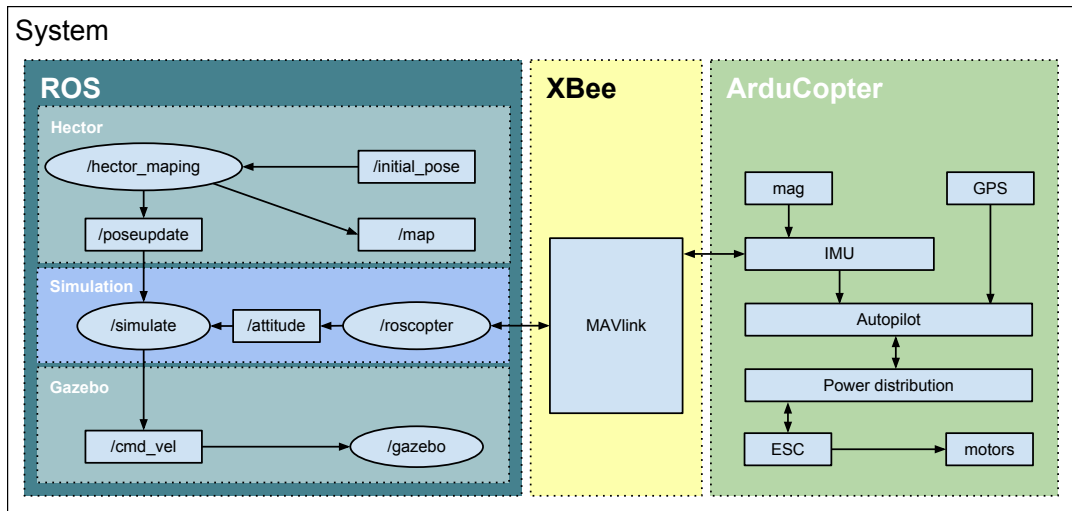 System
ROS
Hector
/hector_maping
/initial_pose
/poseupdate
/map
Simulation
/simulate
/attitude
/roscopter
Gazebo
/cmd_vel
/gazebo
XBee
MAVlink
ArduCopter
mag
GPS
IMU
Autopilot
Power distribution
ESC
motors